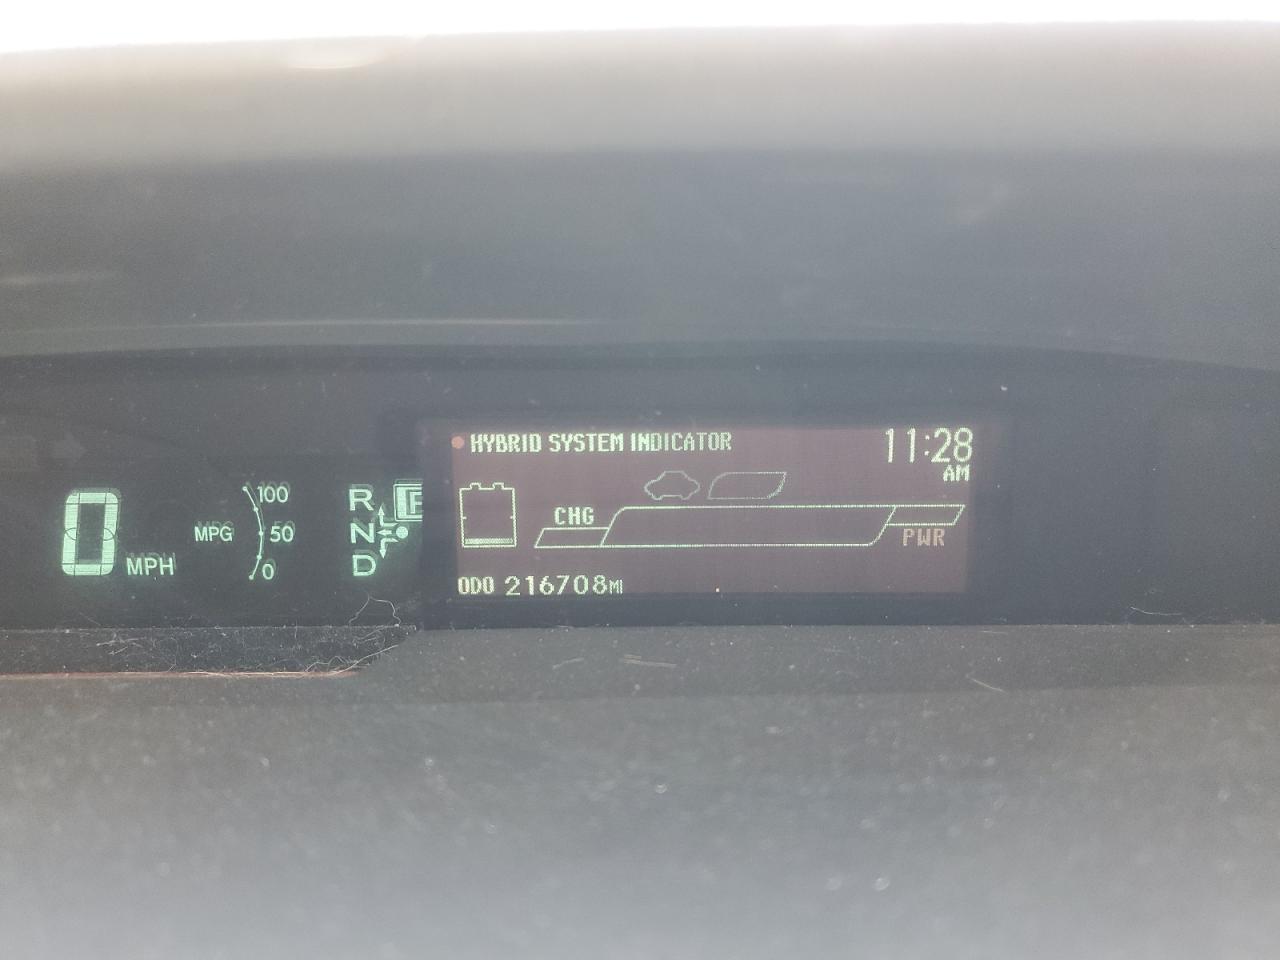 HYBRID SYSTEM INDICATOR
11:28
AM
100
MPG
50
0
0
MPH
R
N
D
P
CHG
PWR
ODO 216708MI